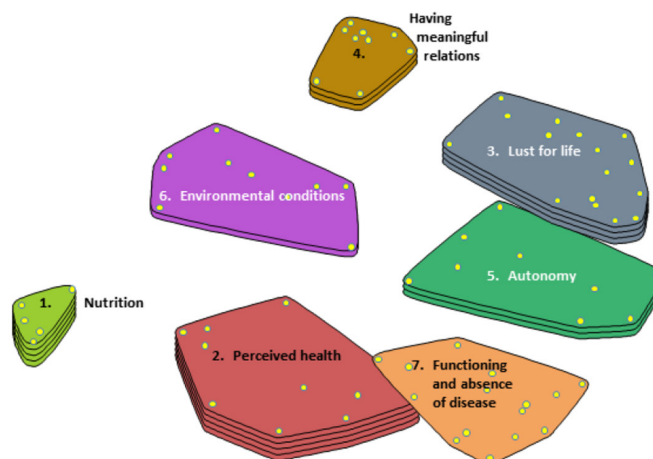 Having
4. meaningful
relations
3. Lust for life
6. Environmental conditions
5. Autonomy
1. Nutrition
2. Perceived health
7. Functioning
and absence
of disease